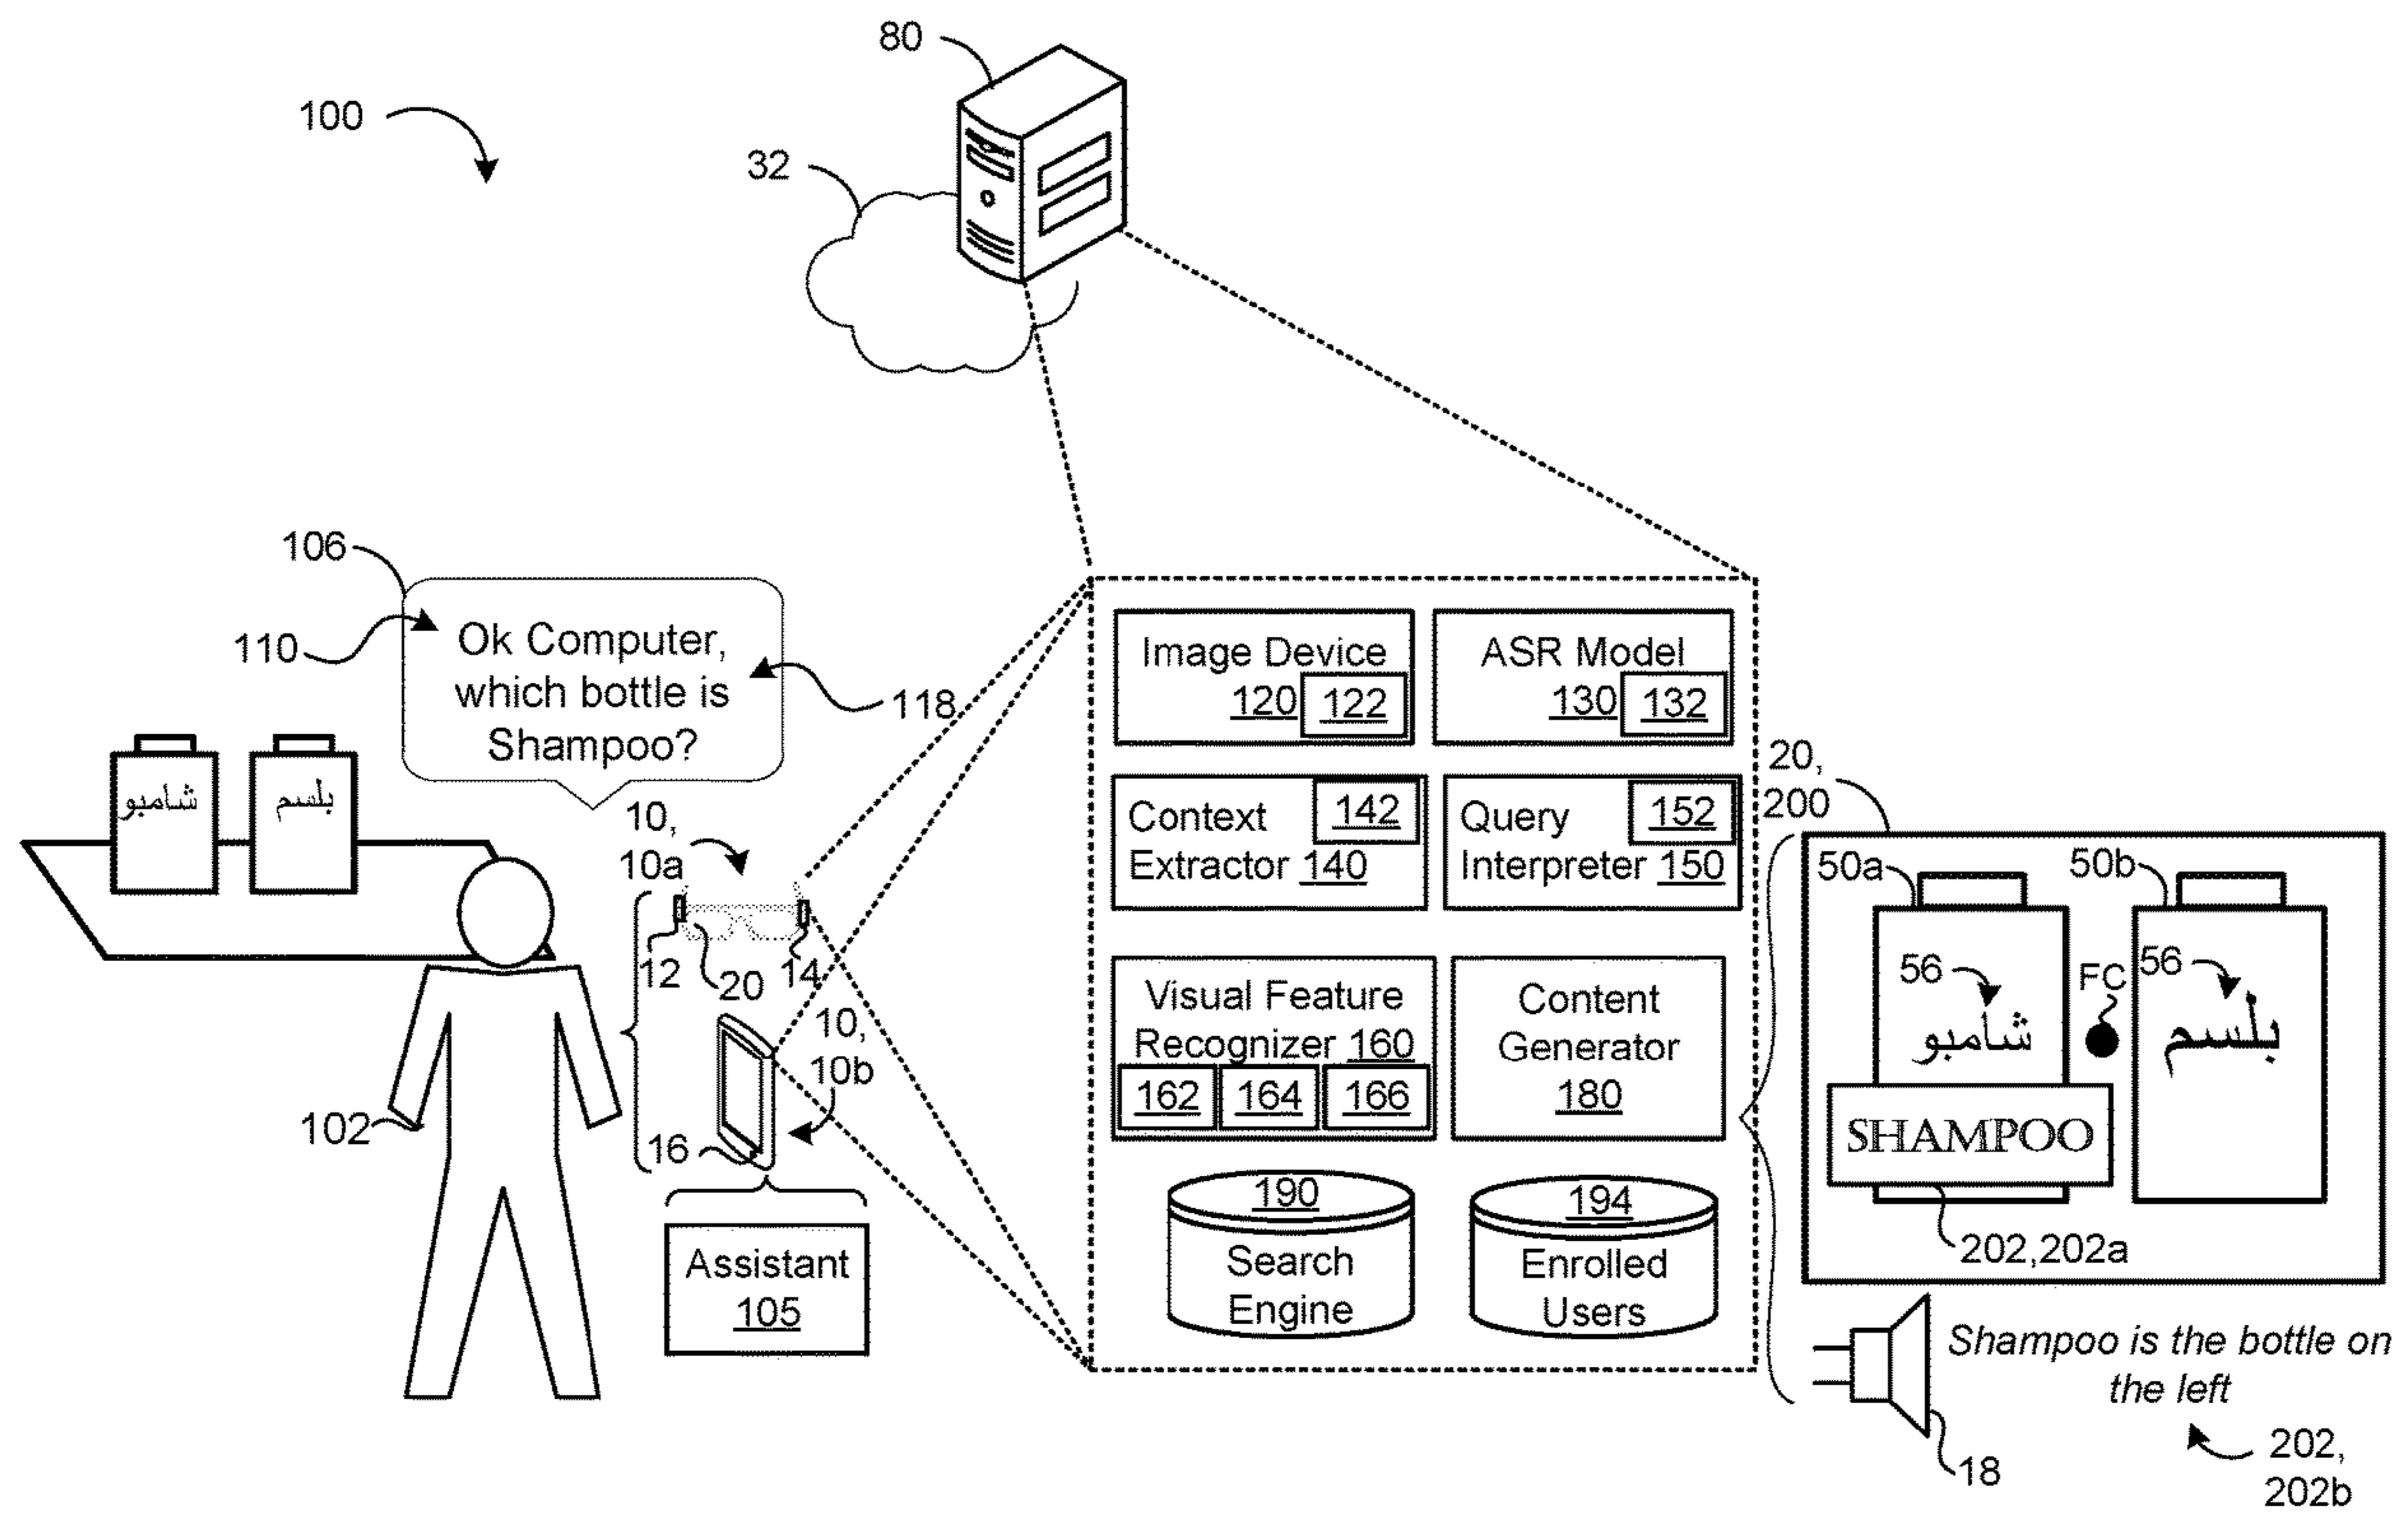 80
100
32
106
110
Ok Computer,
which bottle is
Shampoo?
118
شامبو
بلسم
10,
10a
12
20
14
10,
10b
16
102
Assistant
105
Image Device
120
122
ASR Model
130
132
Context
Extractor 140
142
Query
Interpreter 150
152
Visual Feature
Recognizer 160
162
164
166
Content
Generator
180
190
Search
Engine
194
Enrolled
Users
20,
200
50a
50b
56
شامبو
FC
56
بلسم
SHAMPOO
202,202a
Shampoo is the bottle on
the left
18
202,
202b